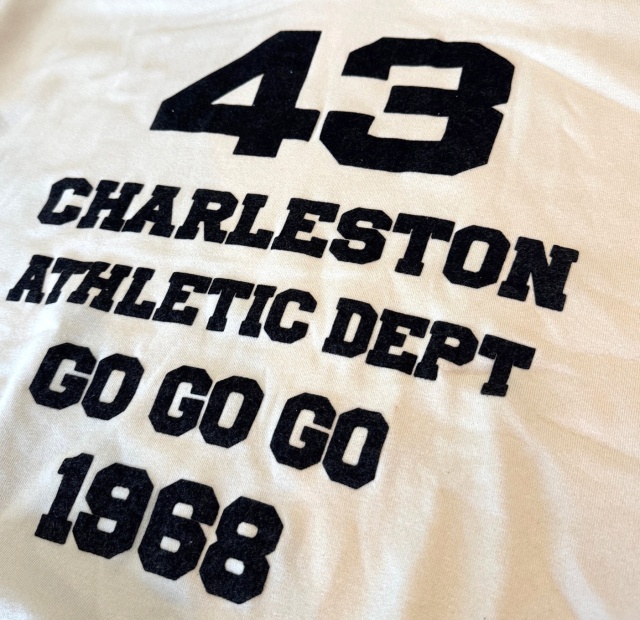 43
CHARLESTON
ATHLETIC DEPT
GO GO GO
1968